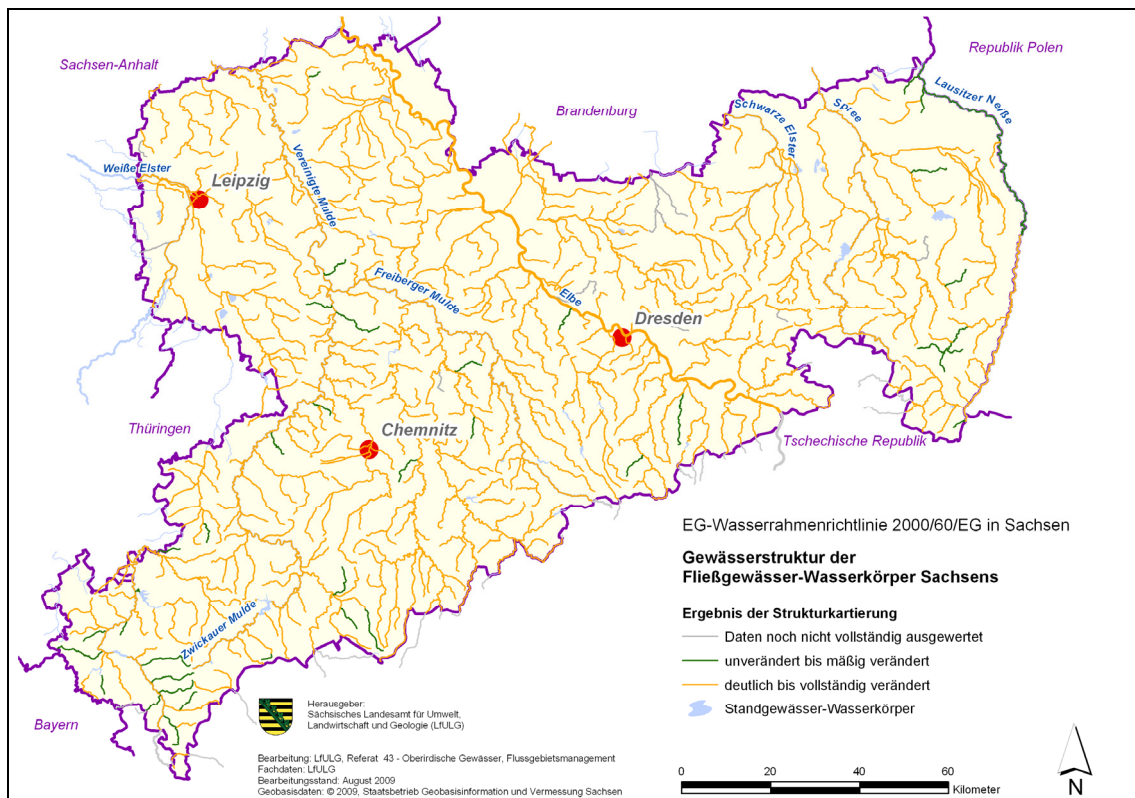 Republik Polen
Sachsen-Anhalt
Lausitzer Neiße
Brandenburg
Schwarze Elster
Spree
Vereinigte Mulde
Weiße Elster
Leipzig
Freiberger Mulde
Elbe
Dresden
Thüringen
Chemnitz
Tschechische Republik
Zwickauer Mulde
Bayern
EG-Wasserrahmenrichtlinie 2000/60/EG in Sachsen
Gewässerstruktur der
Fließgewässer-Wasserkörper Sachsens
Ergebnis der Strukturkartierung
Daten noch nicht vollständig ausgewertet
unverändert bis mäßig verändert
deutlich bis vollständig verändert
Standgewässer-Wasserkörper
Herausgeber:
Sächsisches Landesamt für Umwelt,
Landwirtschaft und Geologie (LfULG)
Bearbeitung: LfULG, Referat 43 - Oberirdische Gewässer, Flussgebietsmanagement
Fachdaten: LfULG
Bearbeitungsstand: August 2009
Geobasisdaten: © 2009, Staatsbetrieb Geobasisinformation und Vermessung Sachsen
0 20 40 60
Kilometer
N